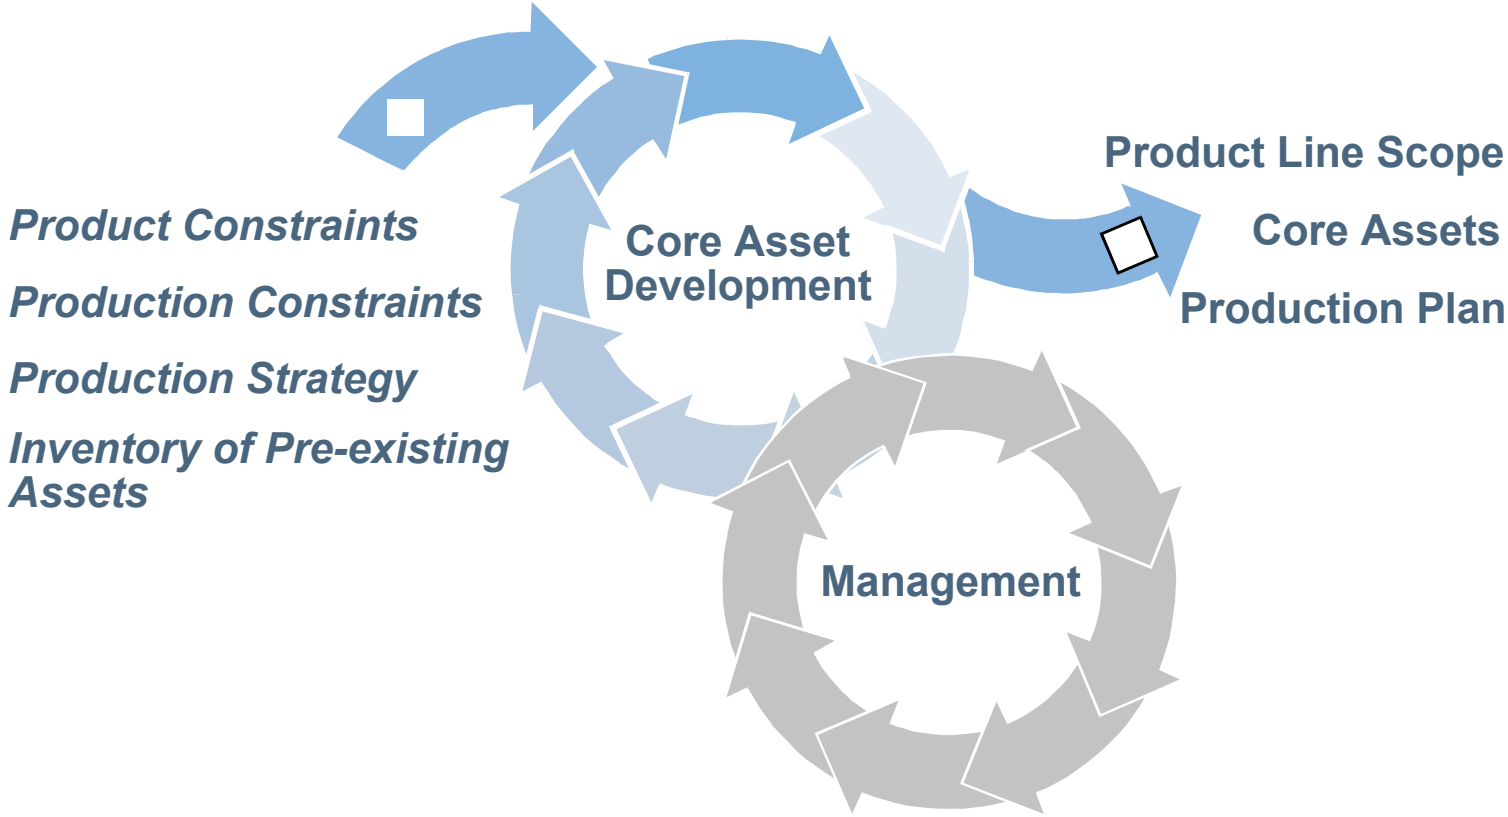 Product Constraints
Production Constraints
Production Strategy
Inventory of Pre-existing
Assets
Core Asset
Development
Product Line Scope
Core Assets
Production Plan
Management